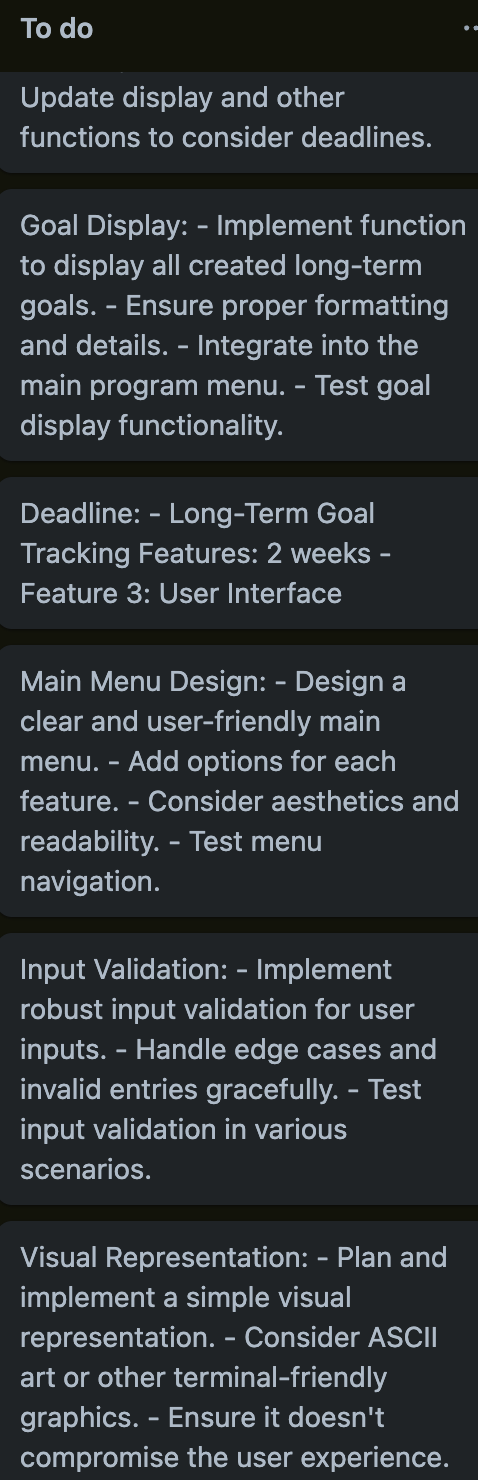 To do
Update display and other
functions to consider deadlines.
Goal Display: - Implement function
to display all created long-term
goals. - Ensure proper formatting
and details. - Integrate into the
main program menu. - Test goal
display functionality.
Deadline: - Long-Term Goal
Tracking Features: 2 weeks -
Feature 3: User Interface
Main Menu Design: - Design a
clear and user-friendly main
menu. - Add options for each
feature. - Consider aesthetics and
readability. - Test menu
navigation.
Input Validation: - Implement
robust input validation for user
inputs. - Handle edge cases and
invalid entries gracefully. - Test
input validation in various
scenarios.
Visual Representation: - Plan and
implement a simple visual
representation. - Consider ASCII
art or other terminal-friendly
graphics. - Ensure it doesn't
compromise the user experience.